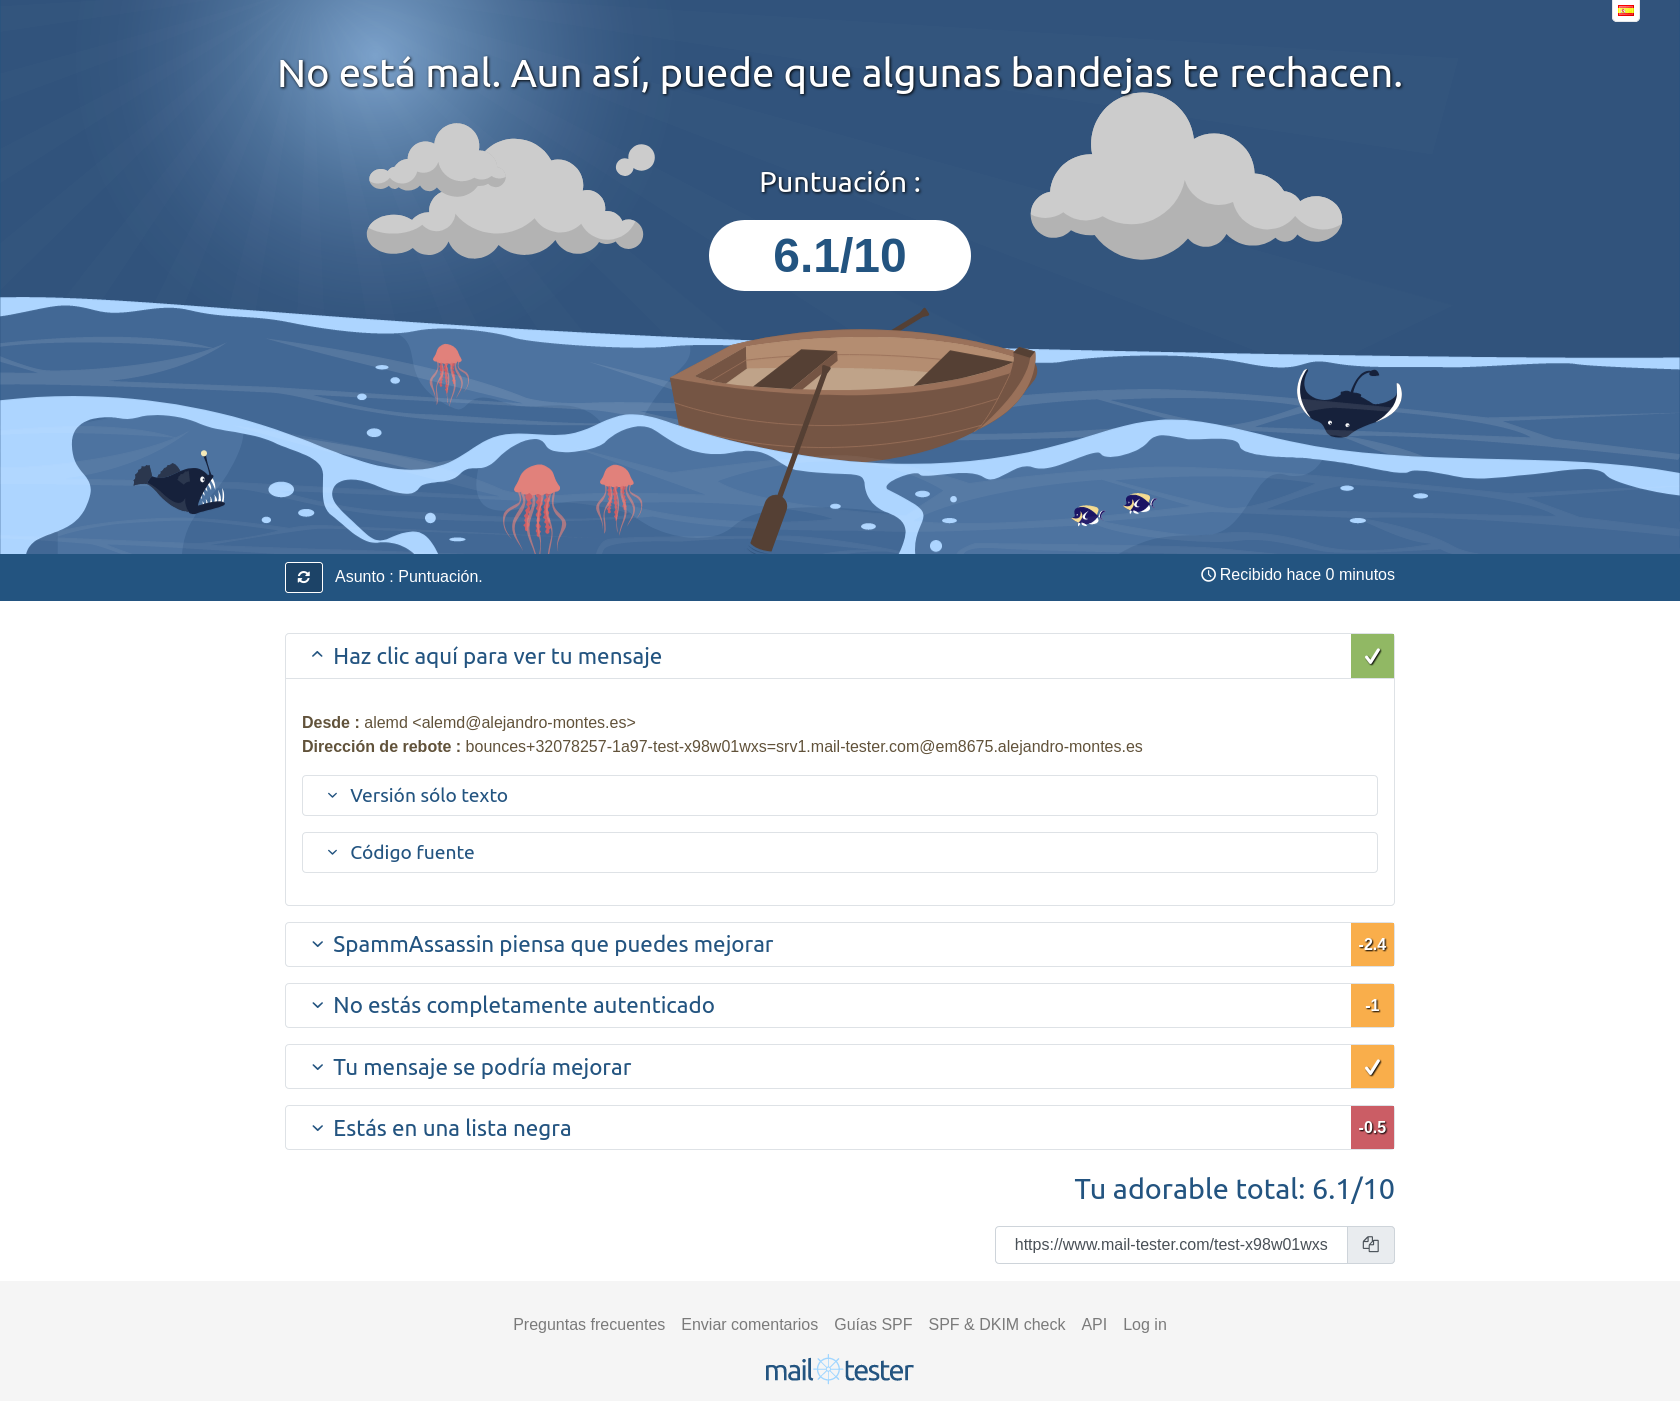 No está mal. Aun así, puede que algunas bandejas te rechacen.
Puntuación :
6.1/10
Asunto : Puntuación.
Recibido hace 0 minutos
Haz clic aquí para ver tu mensaje
Desde : alemd <alemd@alejandro-montes.es>
Dirección de rebote : bounces+32078257-1a97-test-x98w01wxs=srv1.mail-tester.com@em8675.alejandro-montes.es
Versión sólo texto
Código fuente
SpammAssassin piensa que puedes mejorar
-2.4
No estás completamente autenticado
-1
Tu mensaje se podría mejorar
Estás en una lista negra
-0.5
Tu adorable total: 6.1/10
https://www.mail-tester.com/test-x98w01wxs
Preguntas frecuentes Enviar comentarios Guías SPF SPF & DKIM check API Log in
mail tester